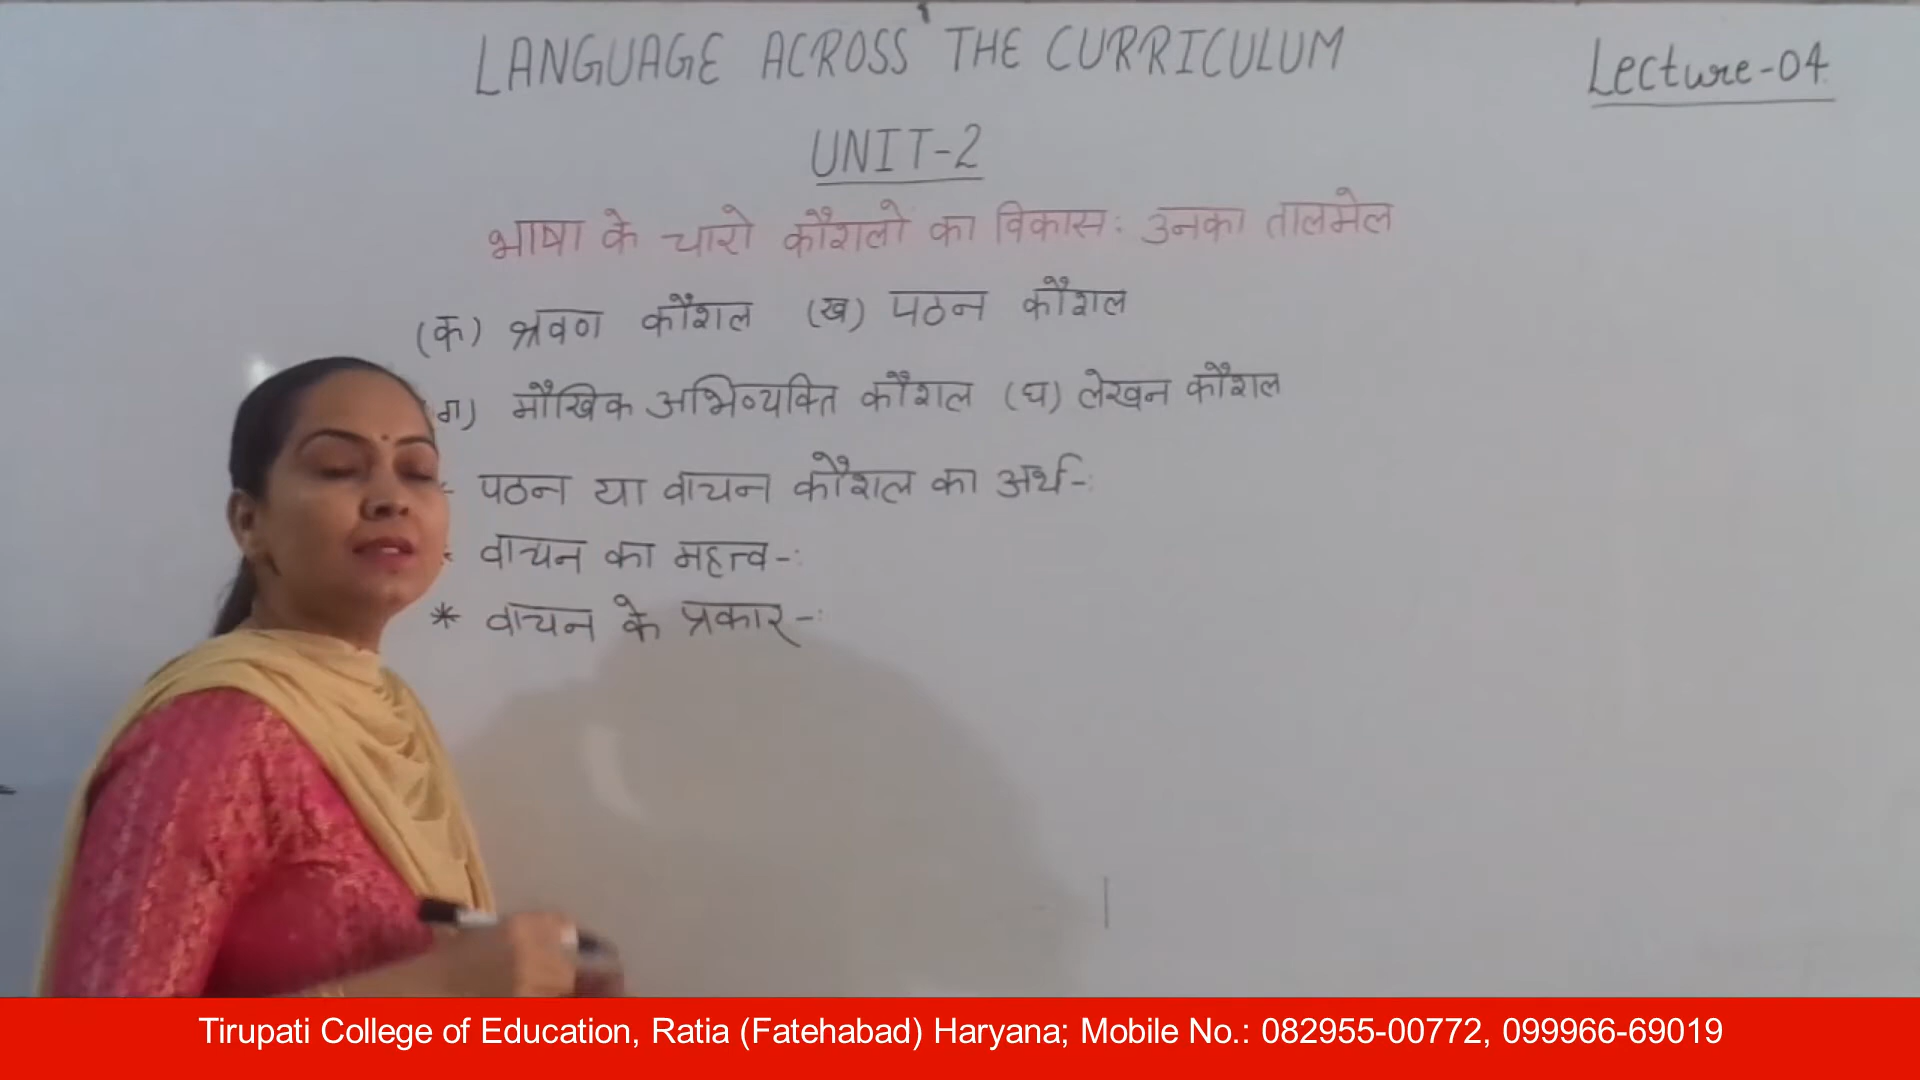 LANGUAGE ACROSS THE CURRICULUM
Lecture-04
UNIT-2
भाषा के चारो कौशलो का विकास: उनका तालमेल
(क) श्रवण कौशल (ख) पठन कौशल
ग) मौखिक अभिव्यक्ति कौशल (घ) लेखन कौशल
पठन या वाचन कौशल का अर्थ-:
* वाचन का महत्व-:
* वाचन के प्रकार-:
Tirupati College of Education, Ratia (Fatehabad) Haryana; Mobile No.: 082955-00772, 099966-69019